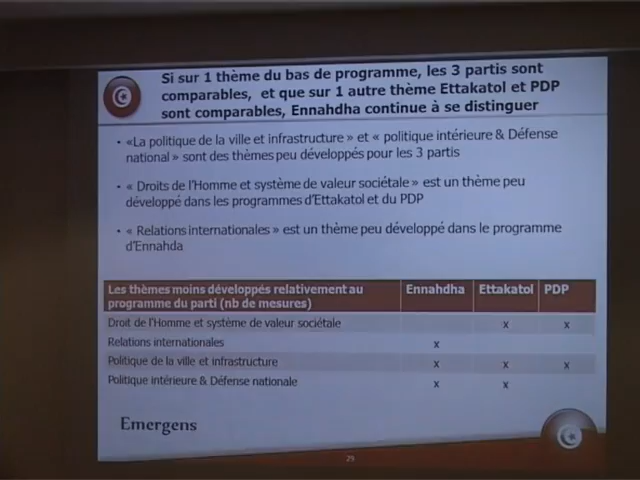 Si sur 1 thème du bas de programme, les 3 partis sont
comparables, et que sur 1 autre thème Ettakatol et PDP
sont comparables, Ennahdha continue à se distinguer
• «La politique de la ville et infrastructure » et « politique intérieure & Défense
national » sont des thèmes peu développés pour les 3 partis
• « Droits de l'Homme et système de valeur sociétale » est un thème peu
développé dans les programmes d'Ettakatol et du PDP
• « Relations internationales » est un thème peu développé dans le programme
d'Ennahda
Les thèmes moins développés relativement au
programme du parti (nb de mesures) Ennahdha Ettakatol PDP
Droit de l'Homme et système de valeur sociétale x x
Relations internationales x
Politique de la ville et infrastructure x x x
Politique intérieure & Défense nationale x x
Emergens
29